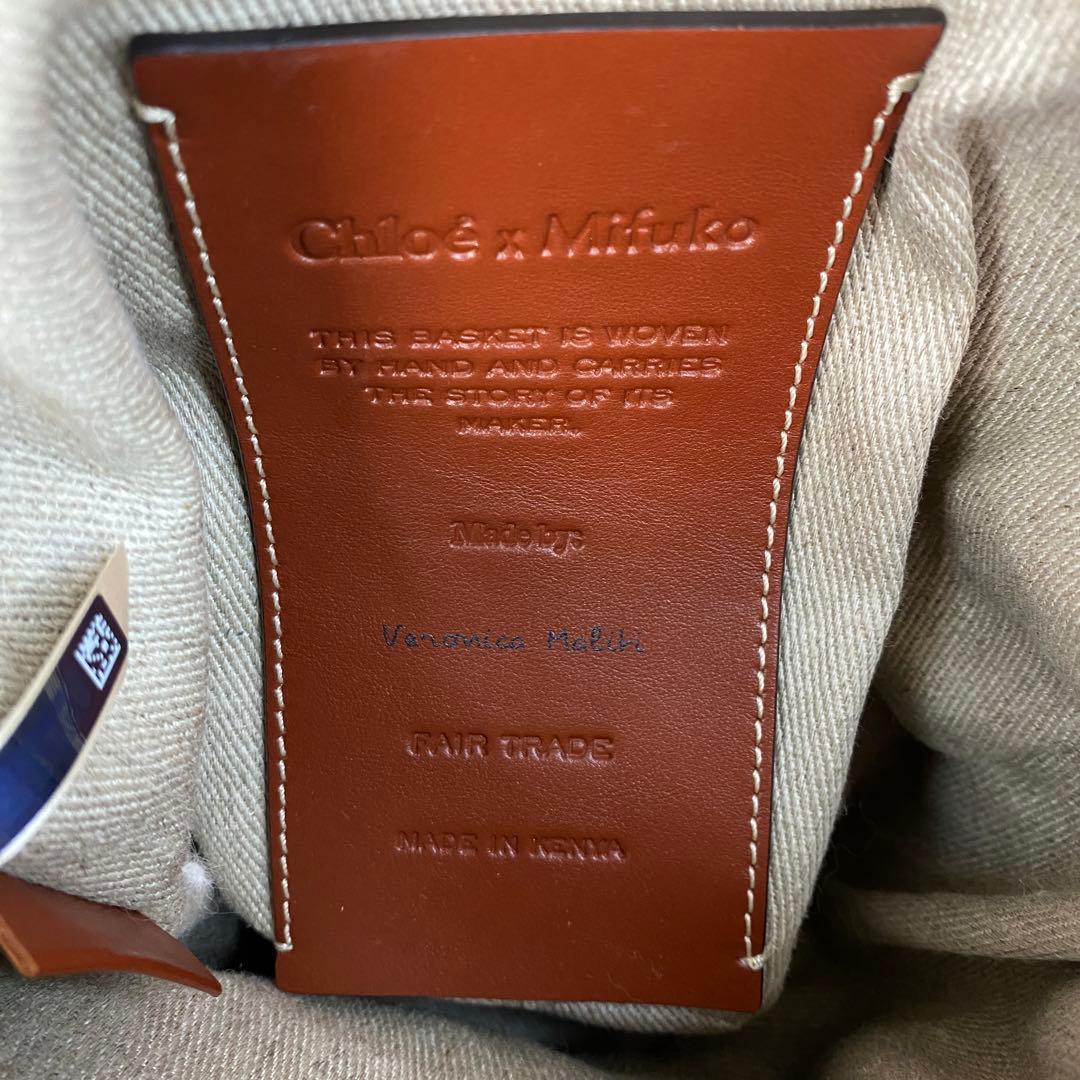 Chloé x Mifuko
THIS BASKET IS WOVEN
BY HAND AND CARRIES
THE STORY OF ITS
MAKER.
Made by:
Veronica
FAIR TRADE
MADE IN KENYA